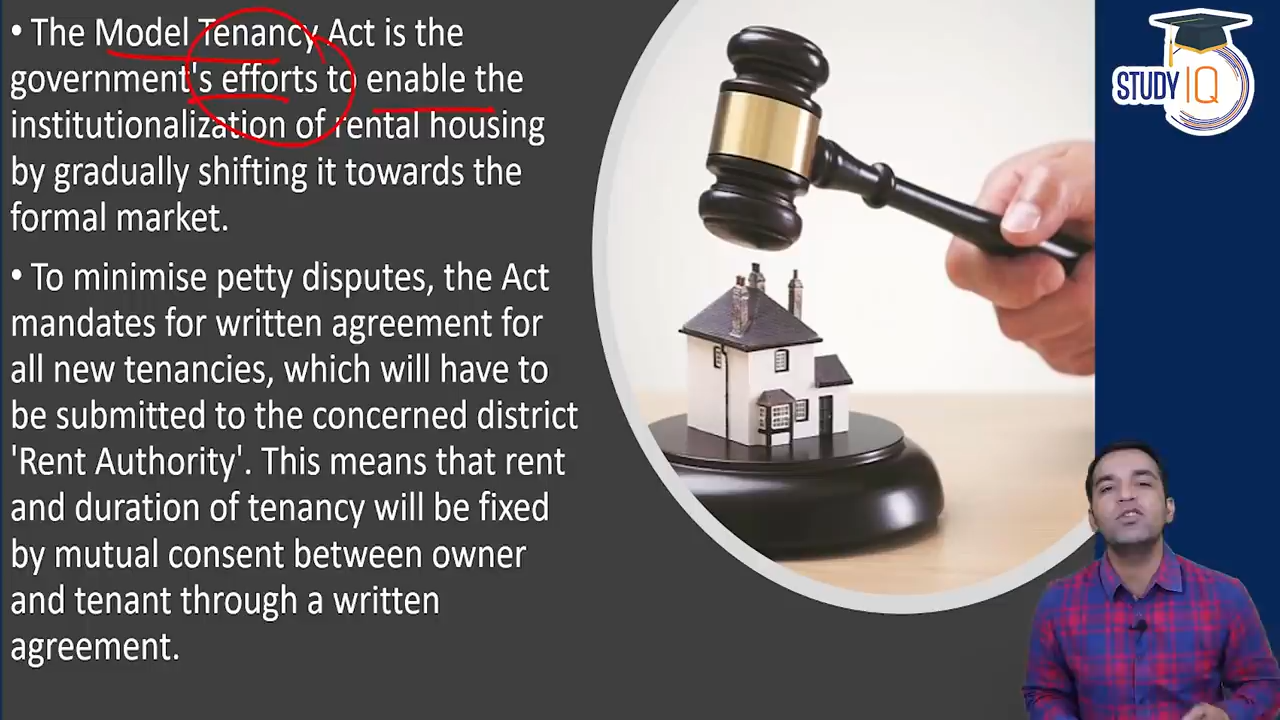 • The Model Tenancy Act is the
government's efforts to enable the
institutionalization of rental housing
by gradually shifting it towards the
formal market.
• To minimise petty disputes, the Act
mandates for written agreement for
all new tenancies, which will have to
be submitted to the concerned district
'Rent Authority'. This means that rent
and duration of tenancy will be fixed
by mutual consent between owner
and tenant through a written
agreement.
STUDY IQ